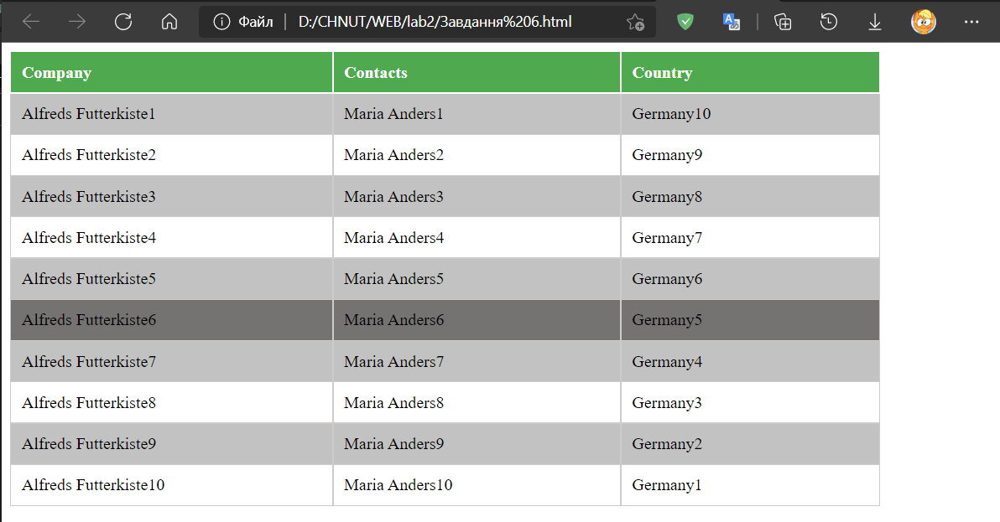 Файл D:/CHNUT/WEB/lab2/Завдання%206.html
Company Contacts Country
Alfreds Futterkiste1 Maria Anders1 Germany10
Alfreds Futterkiste2 Maria Anders2 Germany9
Alfreds Futterkiste3 Maria Anders3 Germany8
Alfreds Futterkiste4 Maria Anders4 Germany7
Alfreds Futterkiste5 Maria Anders5 Germany6
Alfreds Futterkiste6 Maria Anders6 Germany5
Alfreds Futterkiste7 Maria Anders7 Germany4
Alfreds Futterkiste8 Maria Anders8 Germany3
Alfreds Futterkiste9 Maria Anders9 Germany2
Alfreds Futterkiste10 Maria Anders10 Germany1